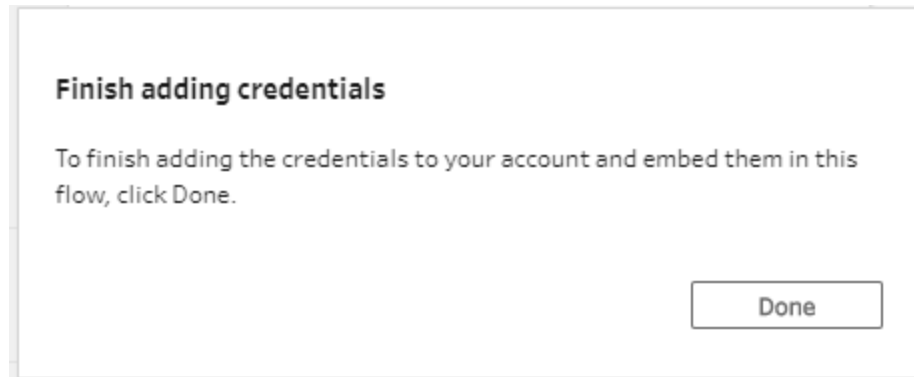 Finish adding credentials
To finish adding the credentials to your account and embed them in this
flow, click Done.
Done